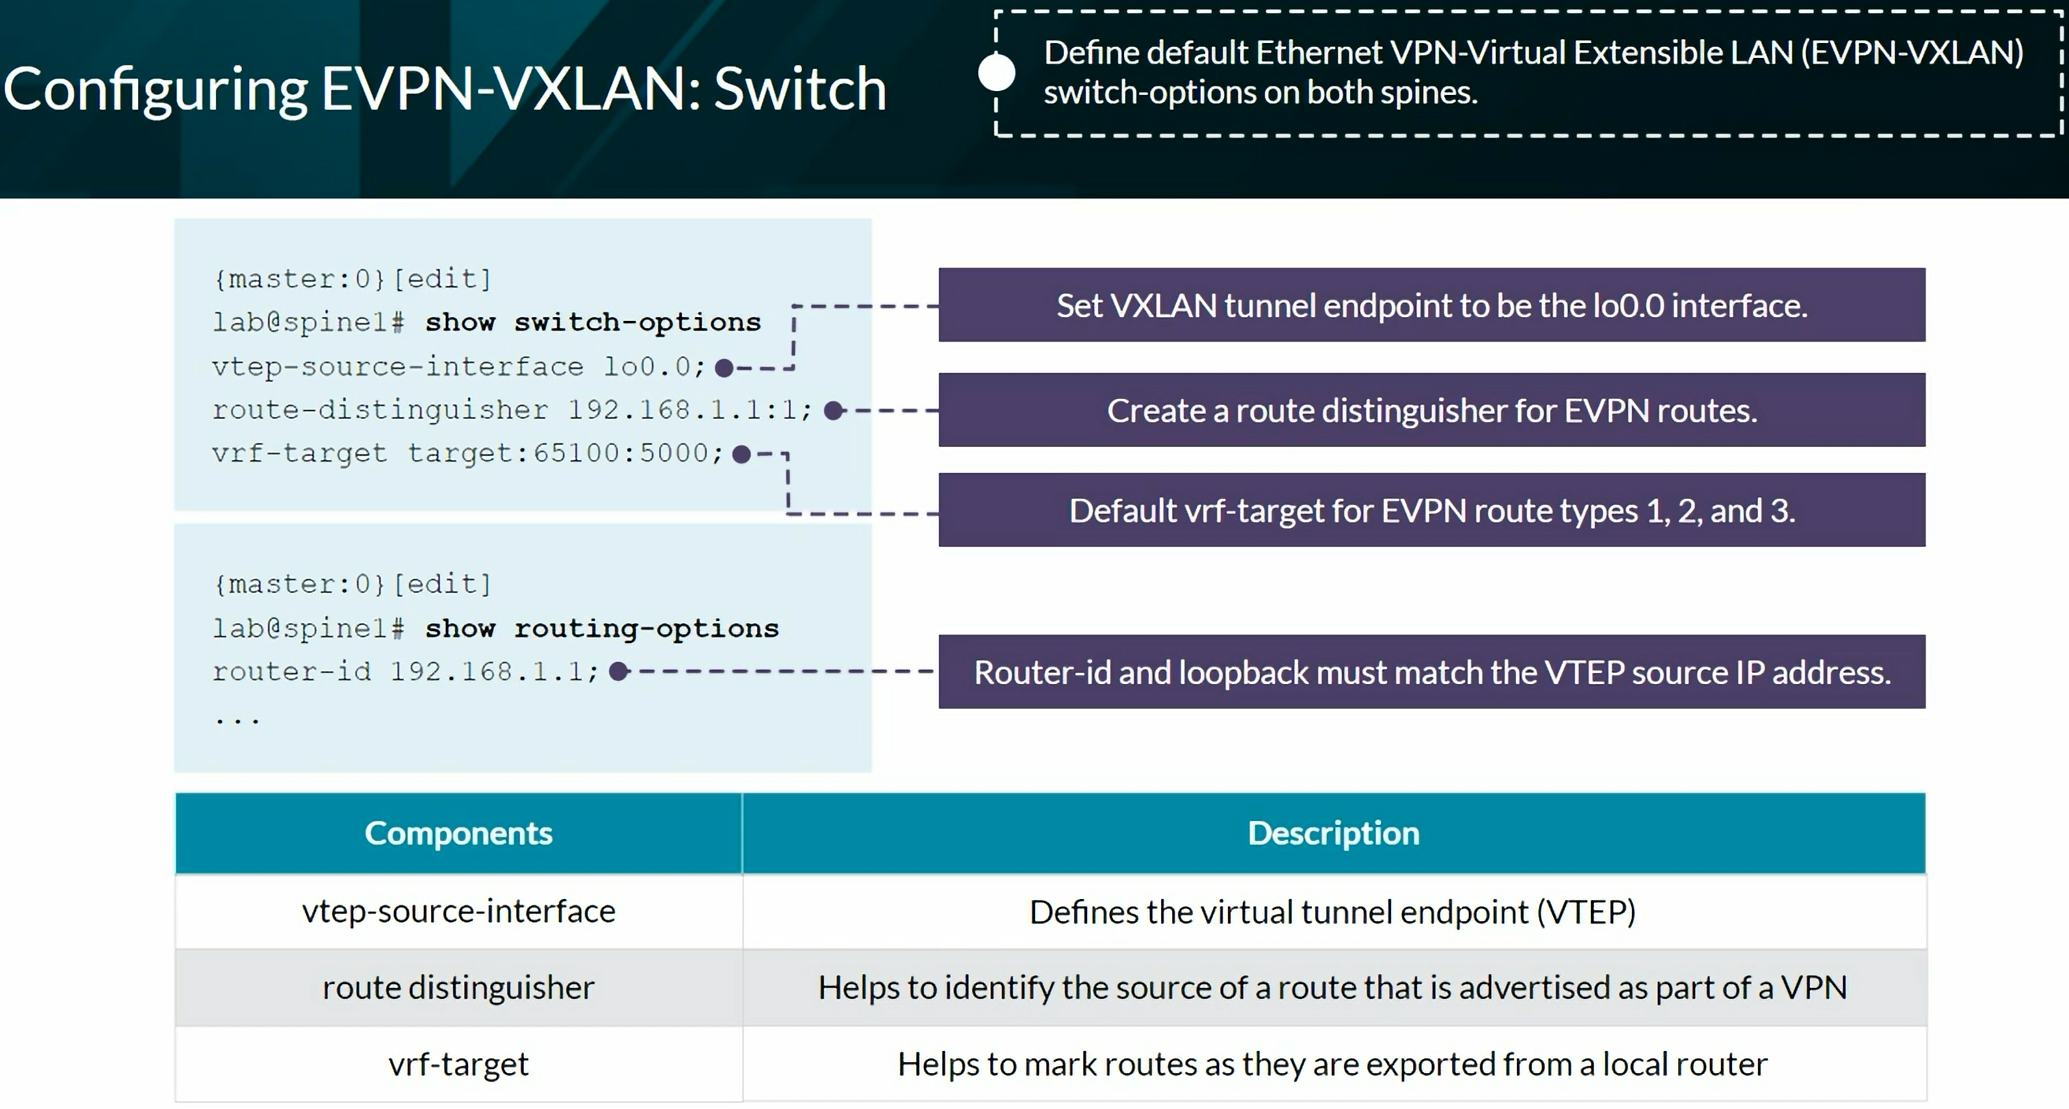 Configuring EVPN-VXLAN: Switch
Define default Ethernet VPN-Virtual Extensible LAN (EVPN-VXLAN)
switch-options on both spines.
{master:0}[edit]
lab@spine1# show switch-options
vtep-source-interface lo0.0;
route-distinguisher 192.168.1.1:1;
vrf-target target:65100:5000;
Set VXLAN tunnel endpoint to be the lo0.0 interface.
Create a route distinguisher for EVPN routes.
Default vrf-target for EVPN route types 1, 2, and 3.
{master:0}[edit]
lab@spine1# show routing-options
router-id 192.168.1.1;
...
Router-id and loopback must match the VTEP source IP address.
Components Description
vtep-source-interface Defines the virtual tunnel endpoint (VTEP)
route distinguisher Helps to identify the source of a route that is advertised as part of a VPN
vrf-target Helps to mark routes as they are exported from a local router